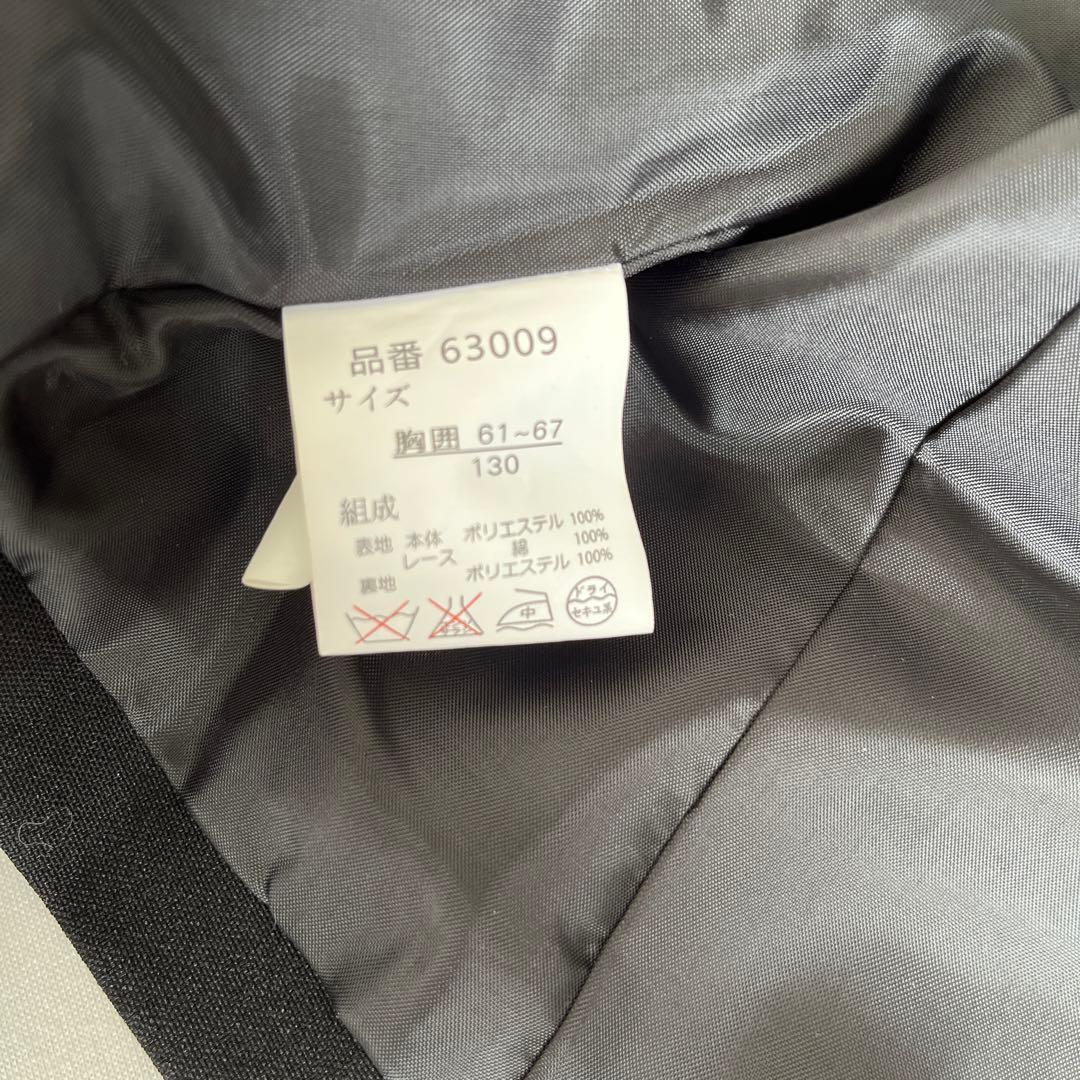 品番 63009
サイズ
胸囲 61~67
130
組成
表地 本体 ポリエステル 100%
レース 綿 100%
裏地 ポリエステル 100%
中 ドライ
セキユ系